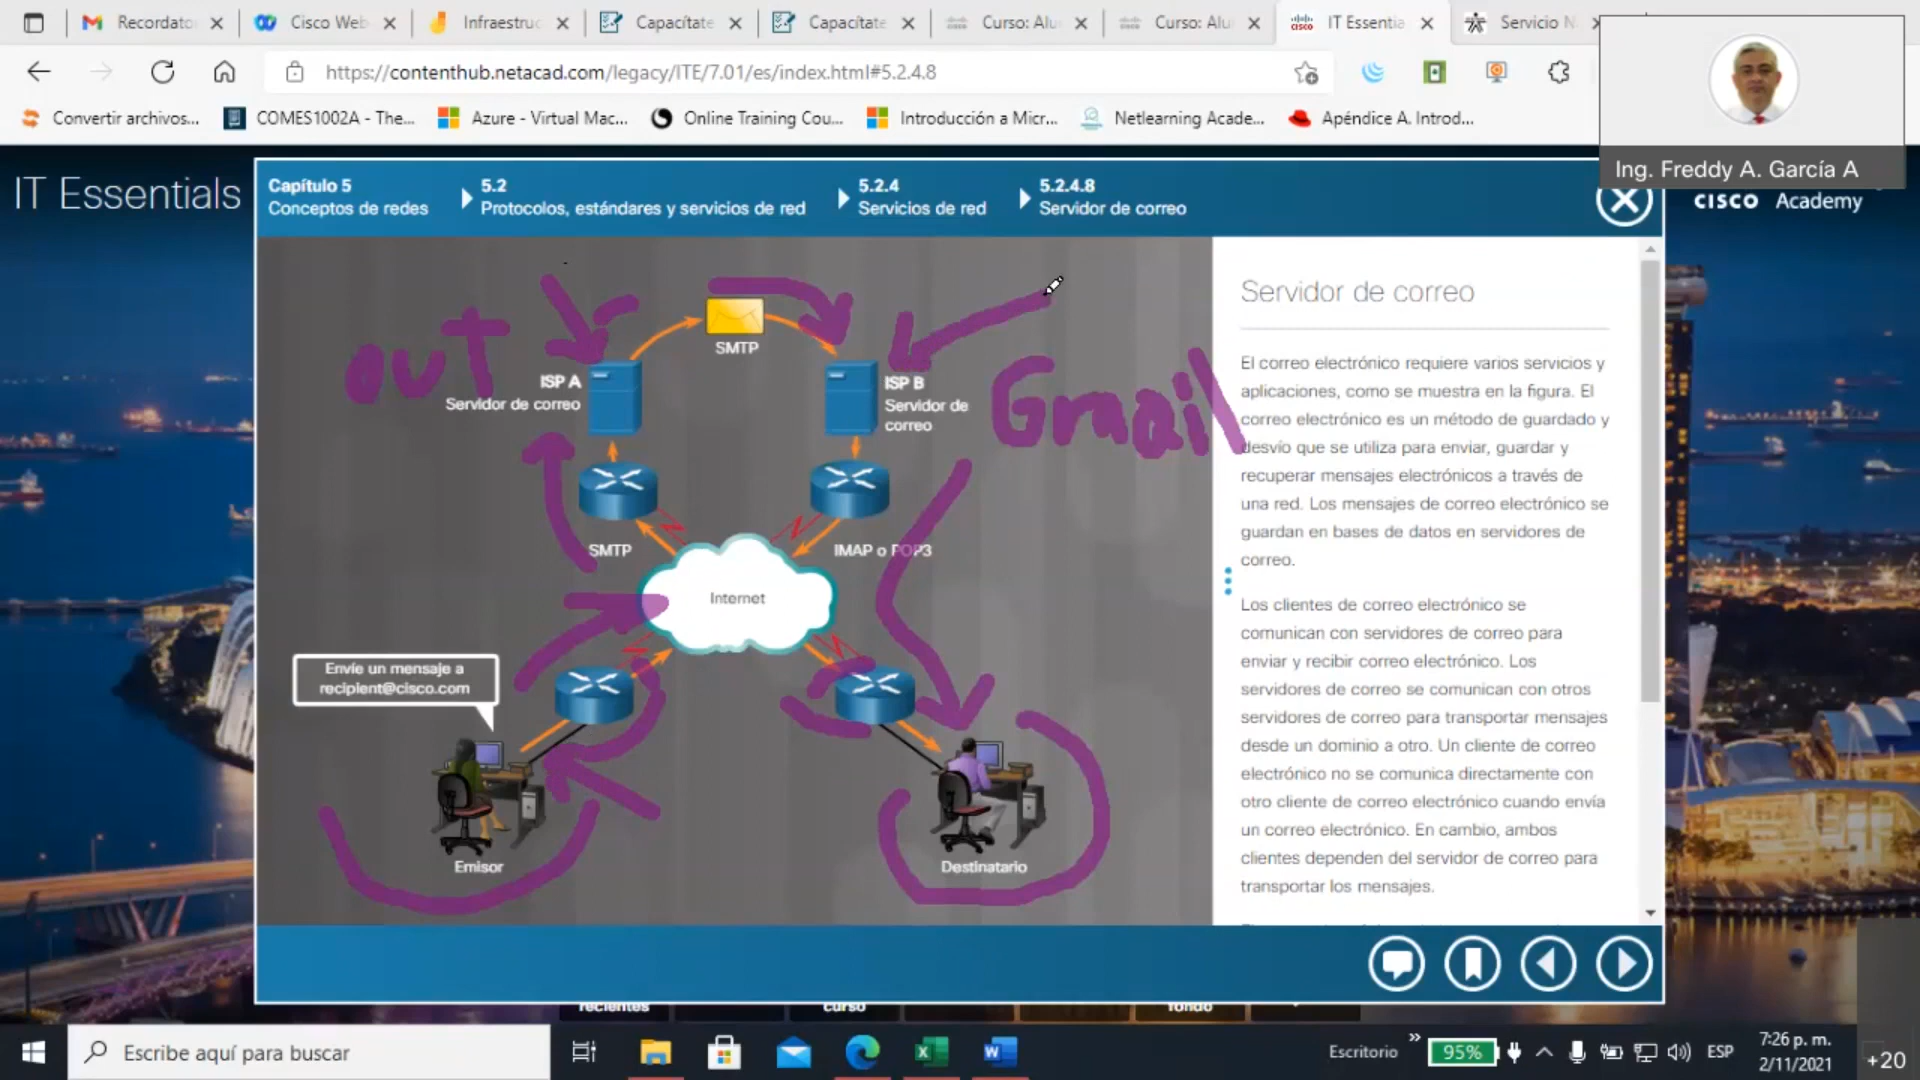 Recordato
Cisco Web
Infraestruc
Capacítate
Capacítate
Curso: Alu
Curso: Alu
IT Essentia
Servicio N
https://contenthub.netacad.com/legacy/ITE/7.01/es/index.html#5.2.4.8
Convertir archivos...
COMES1002A - The...
Azure - Virtual Mac...
Online Training Cou...
Introducción a Micr...
Netlearning Acade...
Apéndice A. Introd...
Ing. Freddy A. García A
IT Essentials
Capítulo 5
Conceptos de redes
5.2
Protocolos, estándares y servicios de red
5.2.4
Servicios de red
5.2.4.8
Servidor de correo
CISCO Academy
OUT
SMTP
ISP A
Servidor de correo
ISP B
Servidor de
correo
Gmail
SMTP
IMAP o POP3
Internet
Envíe un mensaje a
recipient@cisco.com
Emisor
Destinatario
Servidor de correo
El correo electrónico requiere varios servicios y
aplicaciones, como se muestra en la figura. El
correo electrónico es un método de guardado y
desvío que se utiliza para enviar, guardar y
recuperar mensajes electrónicos a través de
una red. Los mensajes de correo electrónico se
guardan en bases de datos en servidores de
correo.
Los clientes de correo electrónico se
comunican con servidores de correo para
enviar y recibir correo electrónico. Los
servidores de correo se comunican con otros
servidores de correo para transportar mensajes
desde un dominio a otro. Un cliente de correo
electrónico no se comunica directamente con
otro cliente de correo electrónico cuando envía
un correo electrónico. En cambio, ambos
clientes dependen del servidor de correo para
transportar los mensajes.
recientes
curso
fondo
Escribe aquí para buscar
Escritorio
95%
ESP
7:26 p. m.
2/11/2021
+20